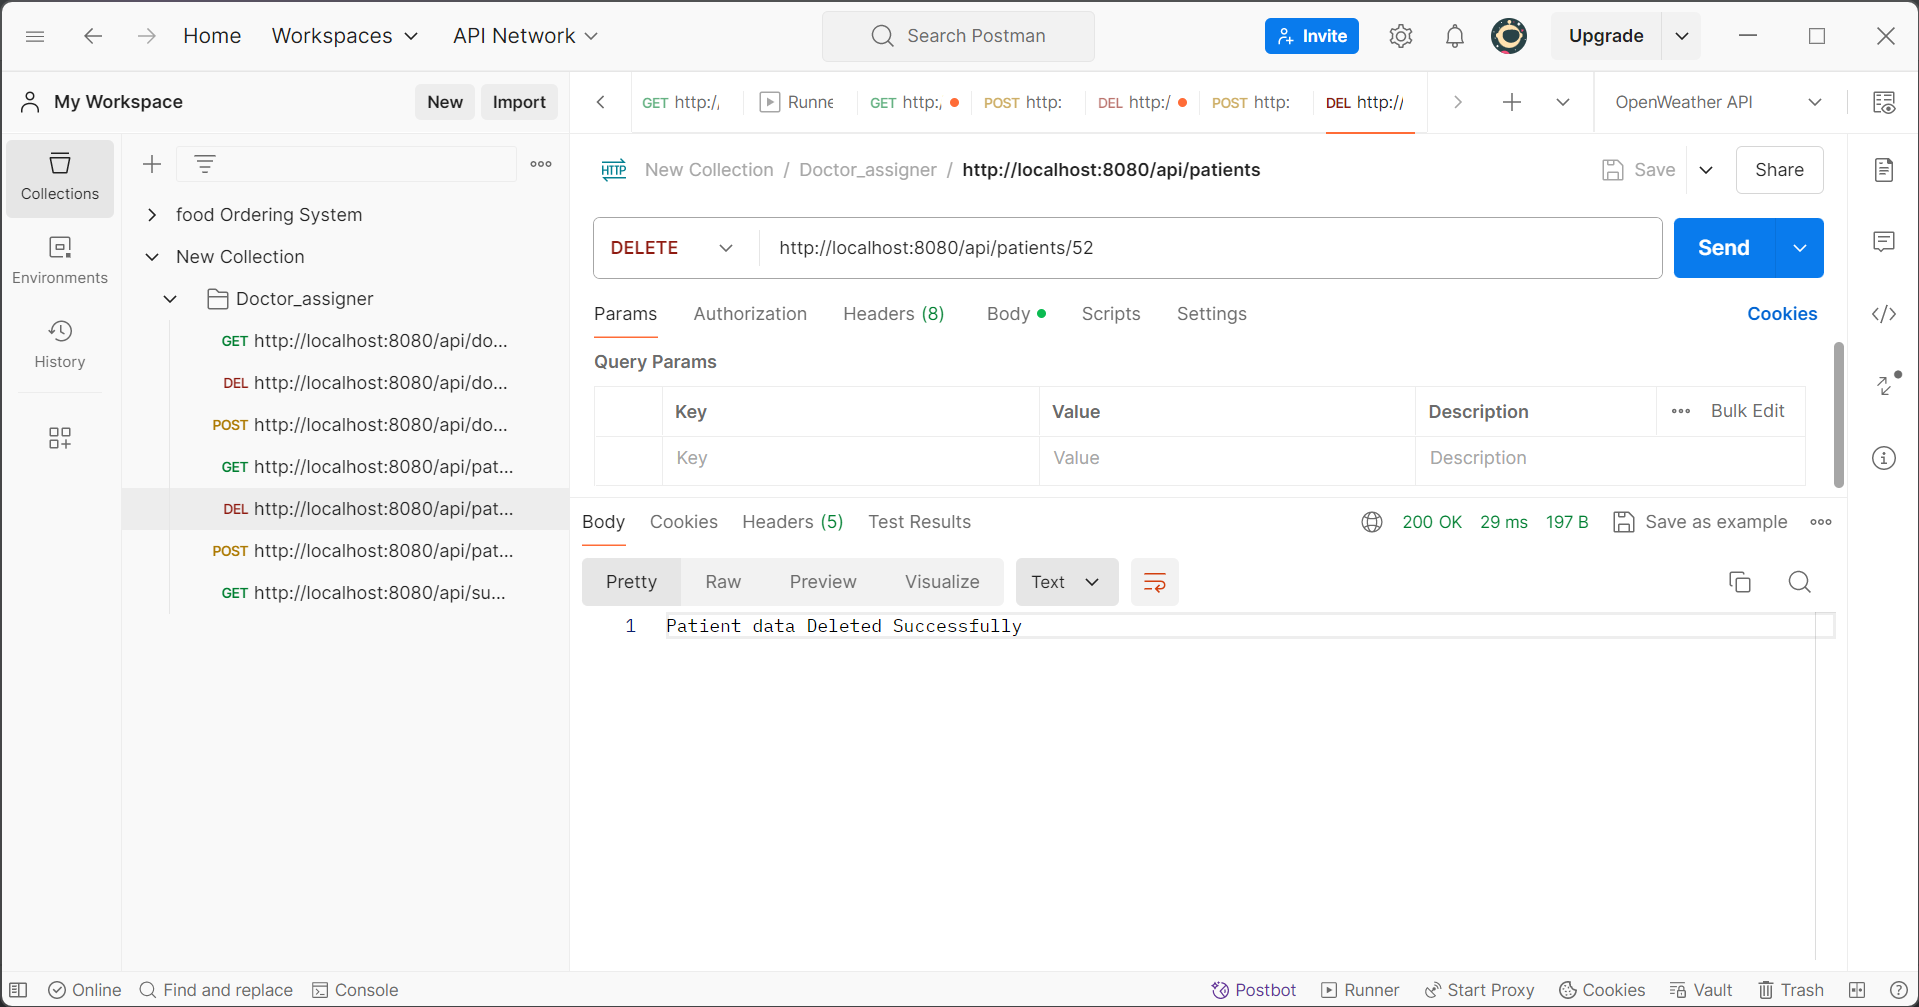 Home Workspaces API Network Search Postman Invite Upgrade
My Workspace New Import
GET http:/, Runne GET http:, POST http: DEL http:/ POST http: DEL http:// OpenWeather API
Collections
Environments
History
food Ordering System
New Collection
Doctor_assigner
GET http://localhost:8080/api/do...
DEL http://localhost:8080/api/do...
POST http://localhost:8080/api/do...
GET http://localhost:8080/api/pat...
DEL http://localhost:8080/api/pat...
POST http://localhost:8080/api/pat...
GET http://localhost:8080/api/su...
HTTP New Collection / Doctor_assigner / http://localhost:8080/api/patients Save Share
DELETE http://localhost:8080/api/patients/52 Send
Params Authorization Headers (8) Body Scripts Settings Cookies
Query Params
Key Value Description Bulk Edit
Key Value Description
Body Cookies Headers (5) Test Results 200 OK 29 ms 197 B Save as example
Pretty Raw Preview Visualize Text
1 Patient data Deleted Successfully
Online Find and replace Console Postbot Runner Start Proxy Cookies Vault Trash